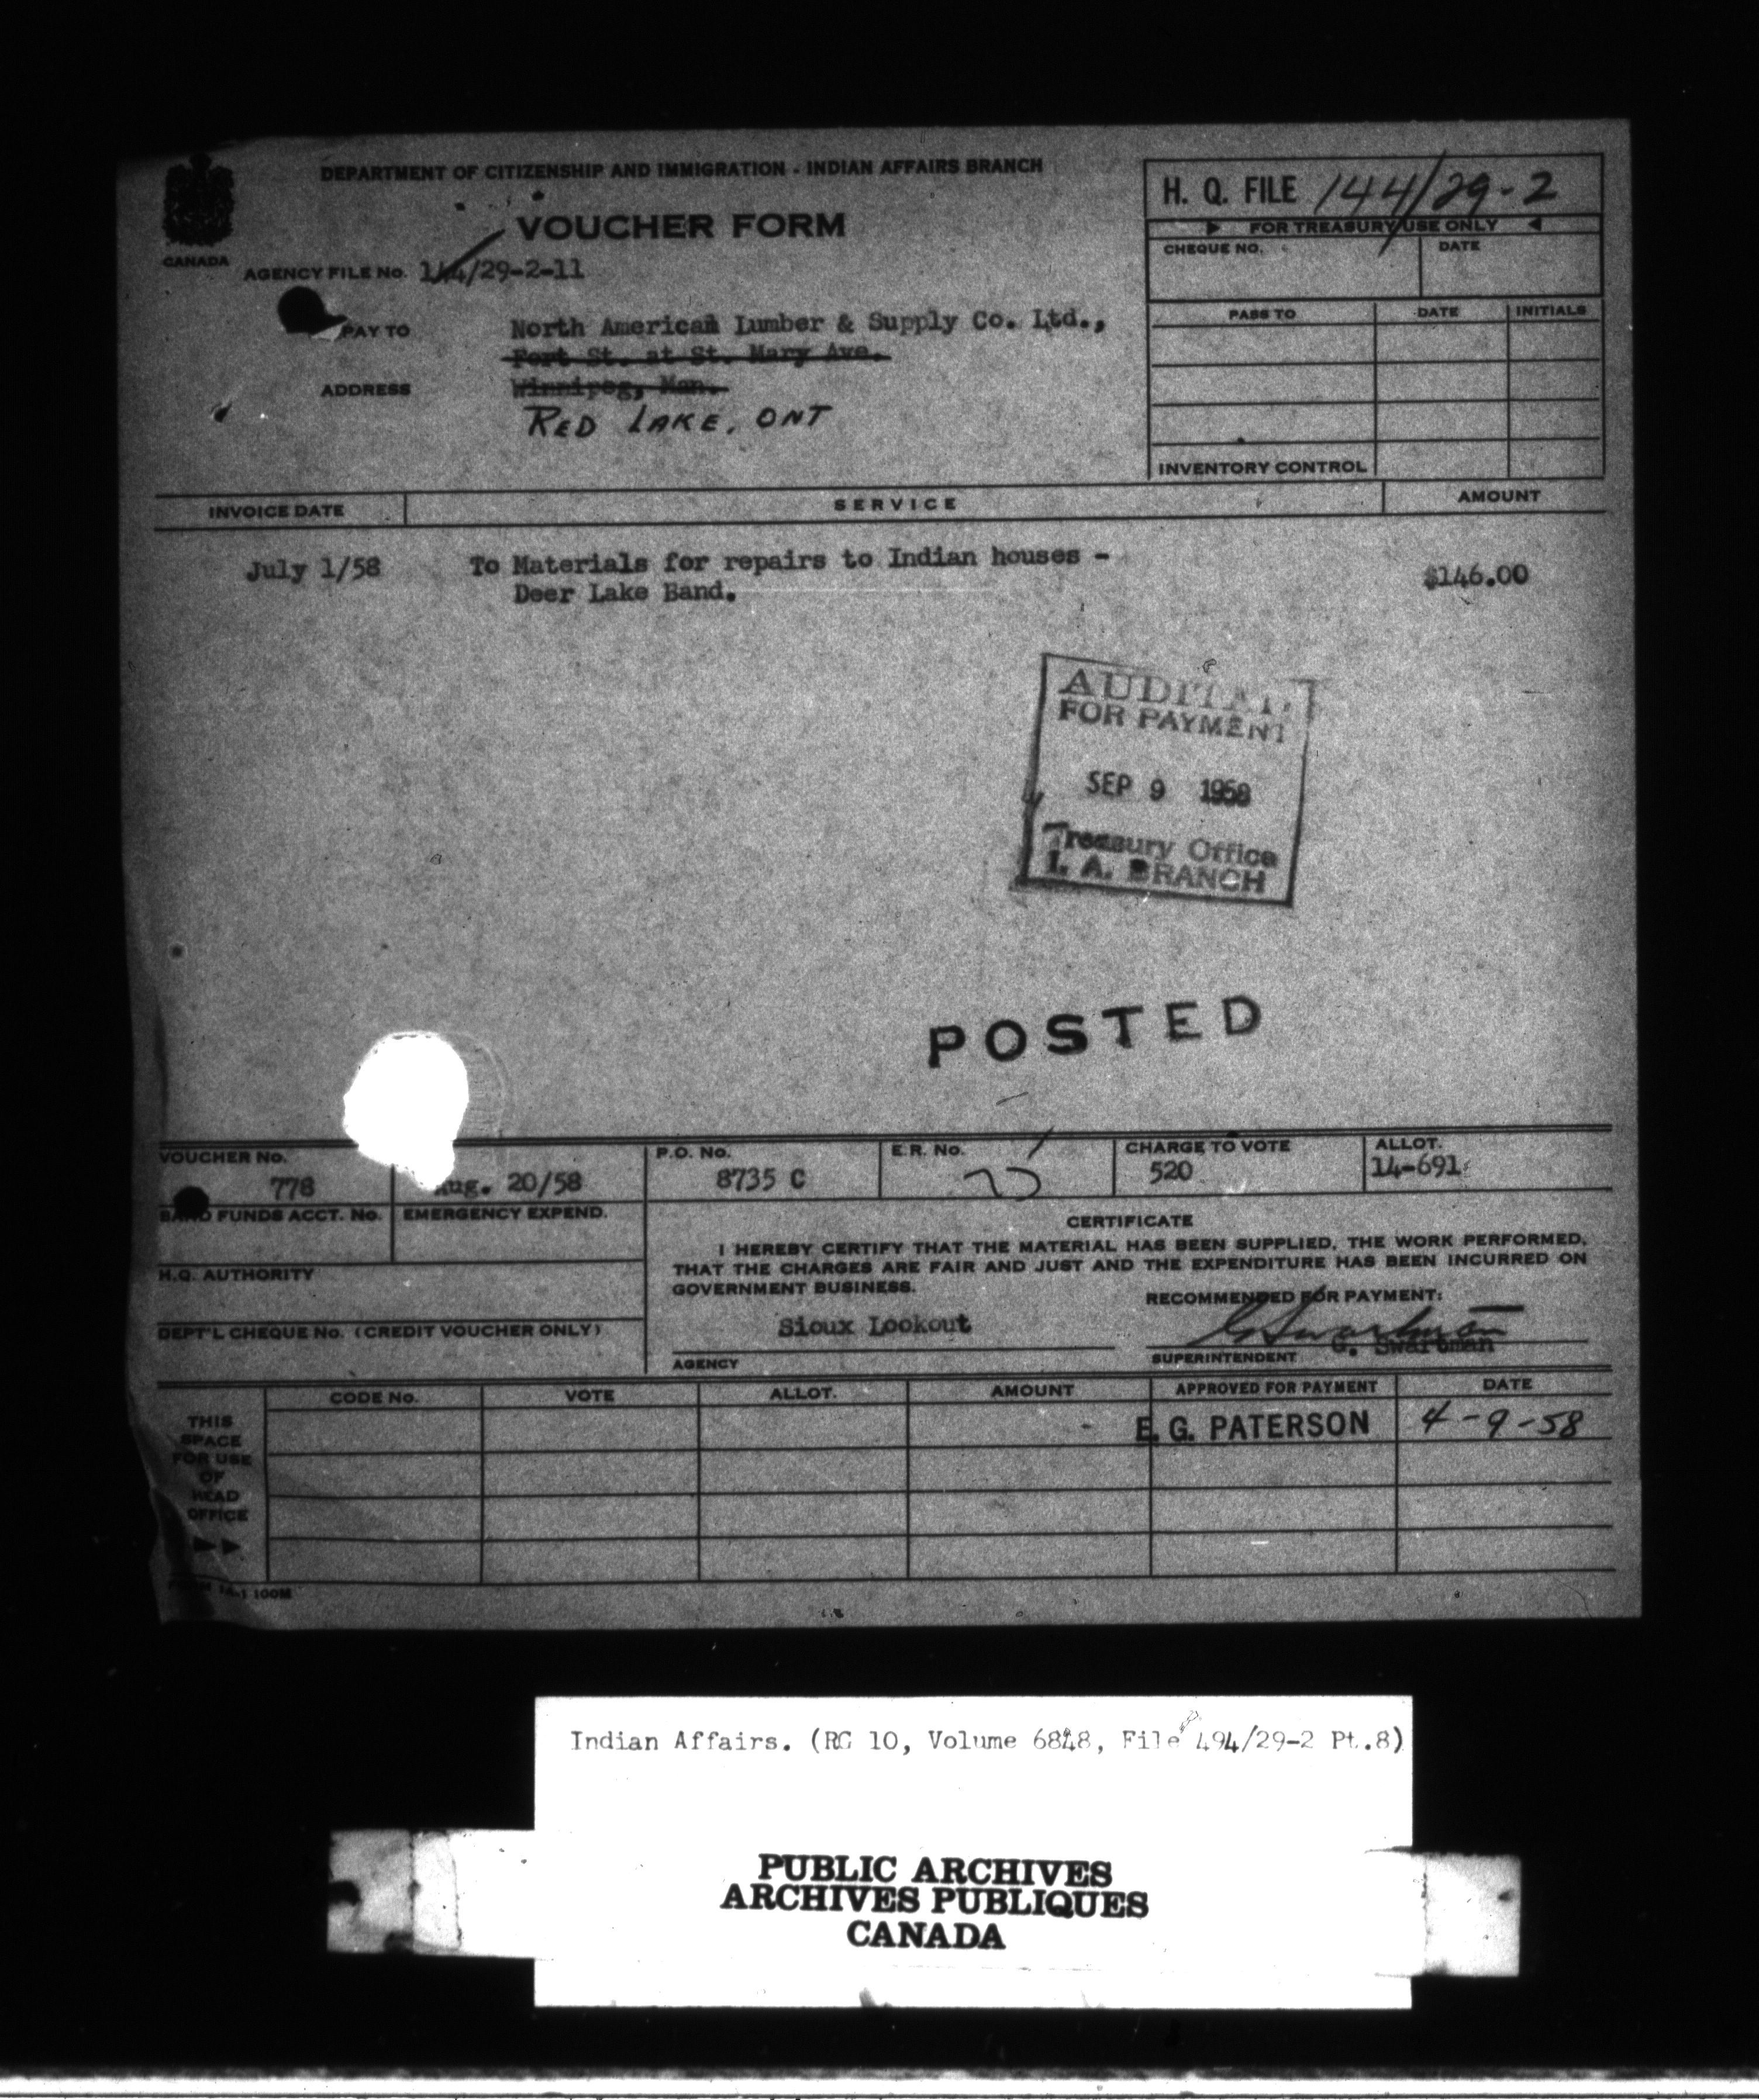 DEPARTMENT OF CITIZENSHIP AND IMMIGRATION - INDIAN AFFAIRS BRANCH
VOUCHER FORM
CANADA
AGENCY FILE No. 144/29-2-11
H. Q. FILE 144/29-2
FOR TREASURY USE ONLY
CHEQUE NO. DATE
PASS TO DATE INITIALS
INVENTORY CONTROL
PAY TO North American Lumber & Supply Co. Ltd.,
Fort St. at St. Mary Ave.
ADDRESS Winnipeg, Man.
RED LAKE, ONT
INVOICE DATE SERVICE AMOUNT
July 1/58 To Materials for repairs to Indian houses - $146.00
Deer Lake Band.
AUDITED
FOR PAYMENT
SEP 9 1958
Treasury Office
I. A. BRANCH
POSTED
VOUCHER No. P.O. No. E.R. No. CHARGE TO VOTE ALLOT.
778 Aug. 20/58 8735 C 520 14-691
BAND FUNDS ACCT. No. EMERGENCY EXPEND.
H.Q. AUTHORITY
DEPT'L CHEQUE No. (CREDIT VOUCHER ONLY)
CERTIFICATE
I HEREBY CERTIFY THAT THE MATERIAL HAS BEEN SUPPLIED, THE WORK PERFORMED,
THAT THE CHARGES ARE FAIR AND JUST AND THE EXPENDITURE HAS BEEN INCURRED ON
GOVERNMENT BUSINESS.
RECOMMENDED FOR PAYMENT:
Sioux Lookout
G Swartman
G. Swartman
AGENCY SUPERINTENDENT
CODE No. VOTE ALLOT. AMOUNT APPROVED FOR PAYMENT DATE
E. G. PATERSON 4-9-58
THIS
SPACE
FOR USE
OF
HEAD
OFFICE
100M
Indian Affairs. (RG 10, Volume 6848, File 494/29-2 Pt.8)
PUBLIC ARCHIVES
ARCHIVES PUBLIQUES
CANADA